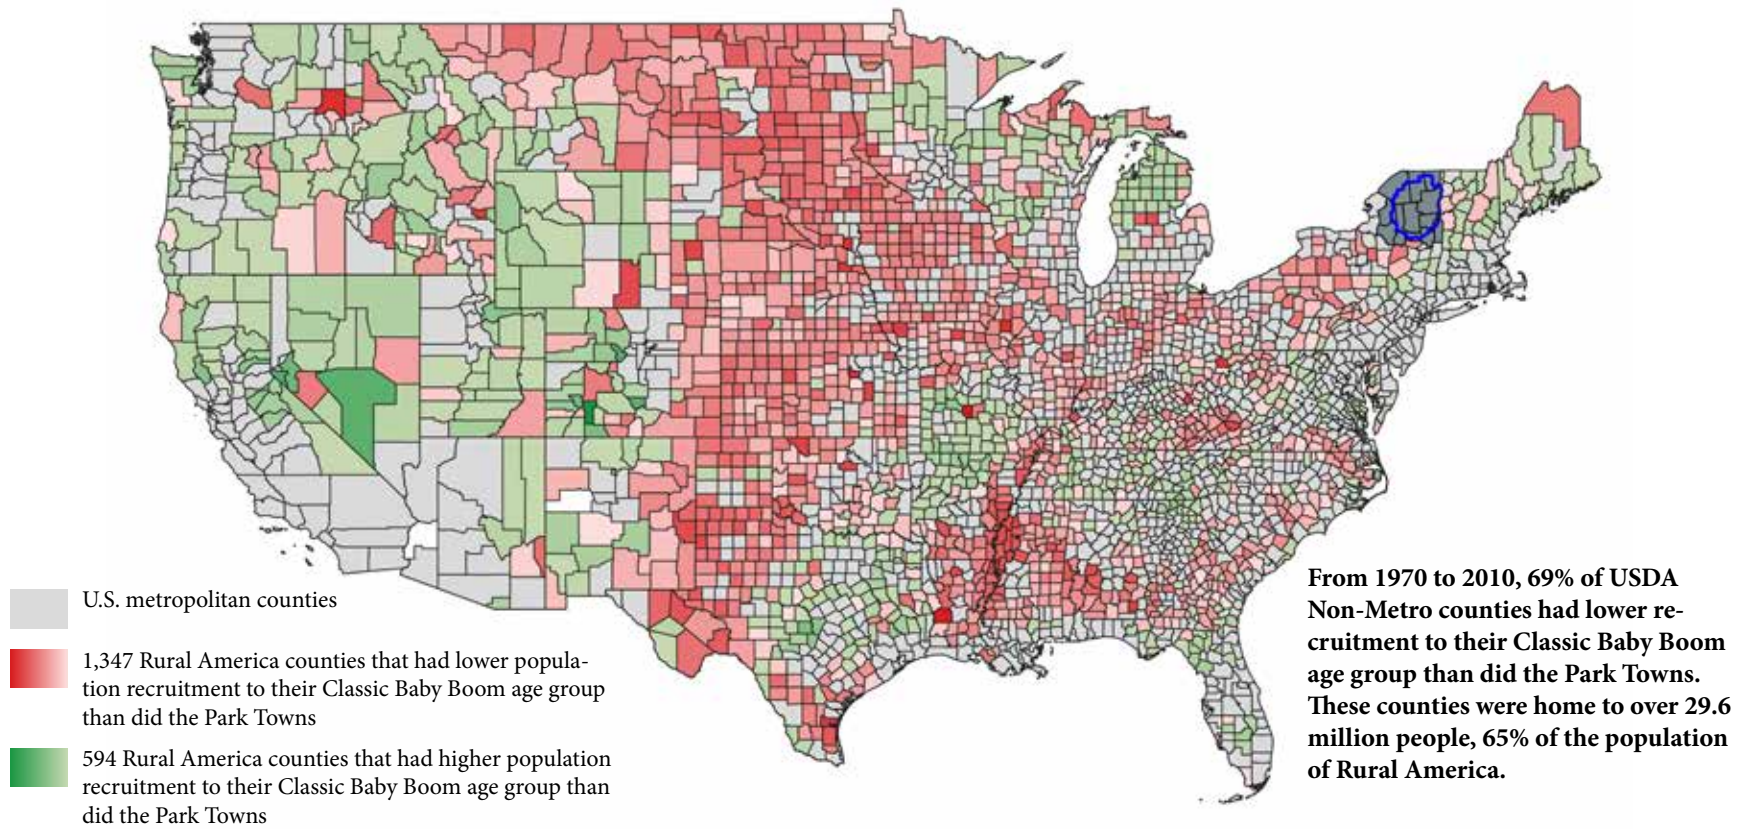 U.S. metropolitan counties
1,347 Rural America counties that had lower popula-
tion recruitment to their Classic Baby Boom age group
than did the Park Towns
594 Rural America counties that had higher population
recruitment to their Classic Baby Boom age group than
did the Park Towns
From 1970 to 2010, 69% of USDA
Non-Metro counties had lower re-
cruitment to their Classic Baby Boom
age group than did the Park Towns.
These counties were home to over 29.6
million people, 65% of the population
of Rural America.